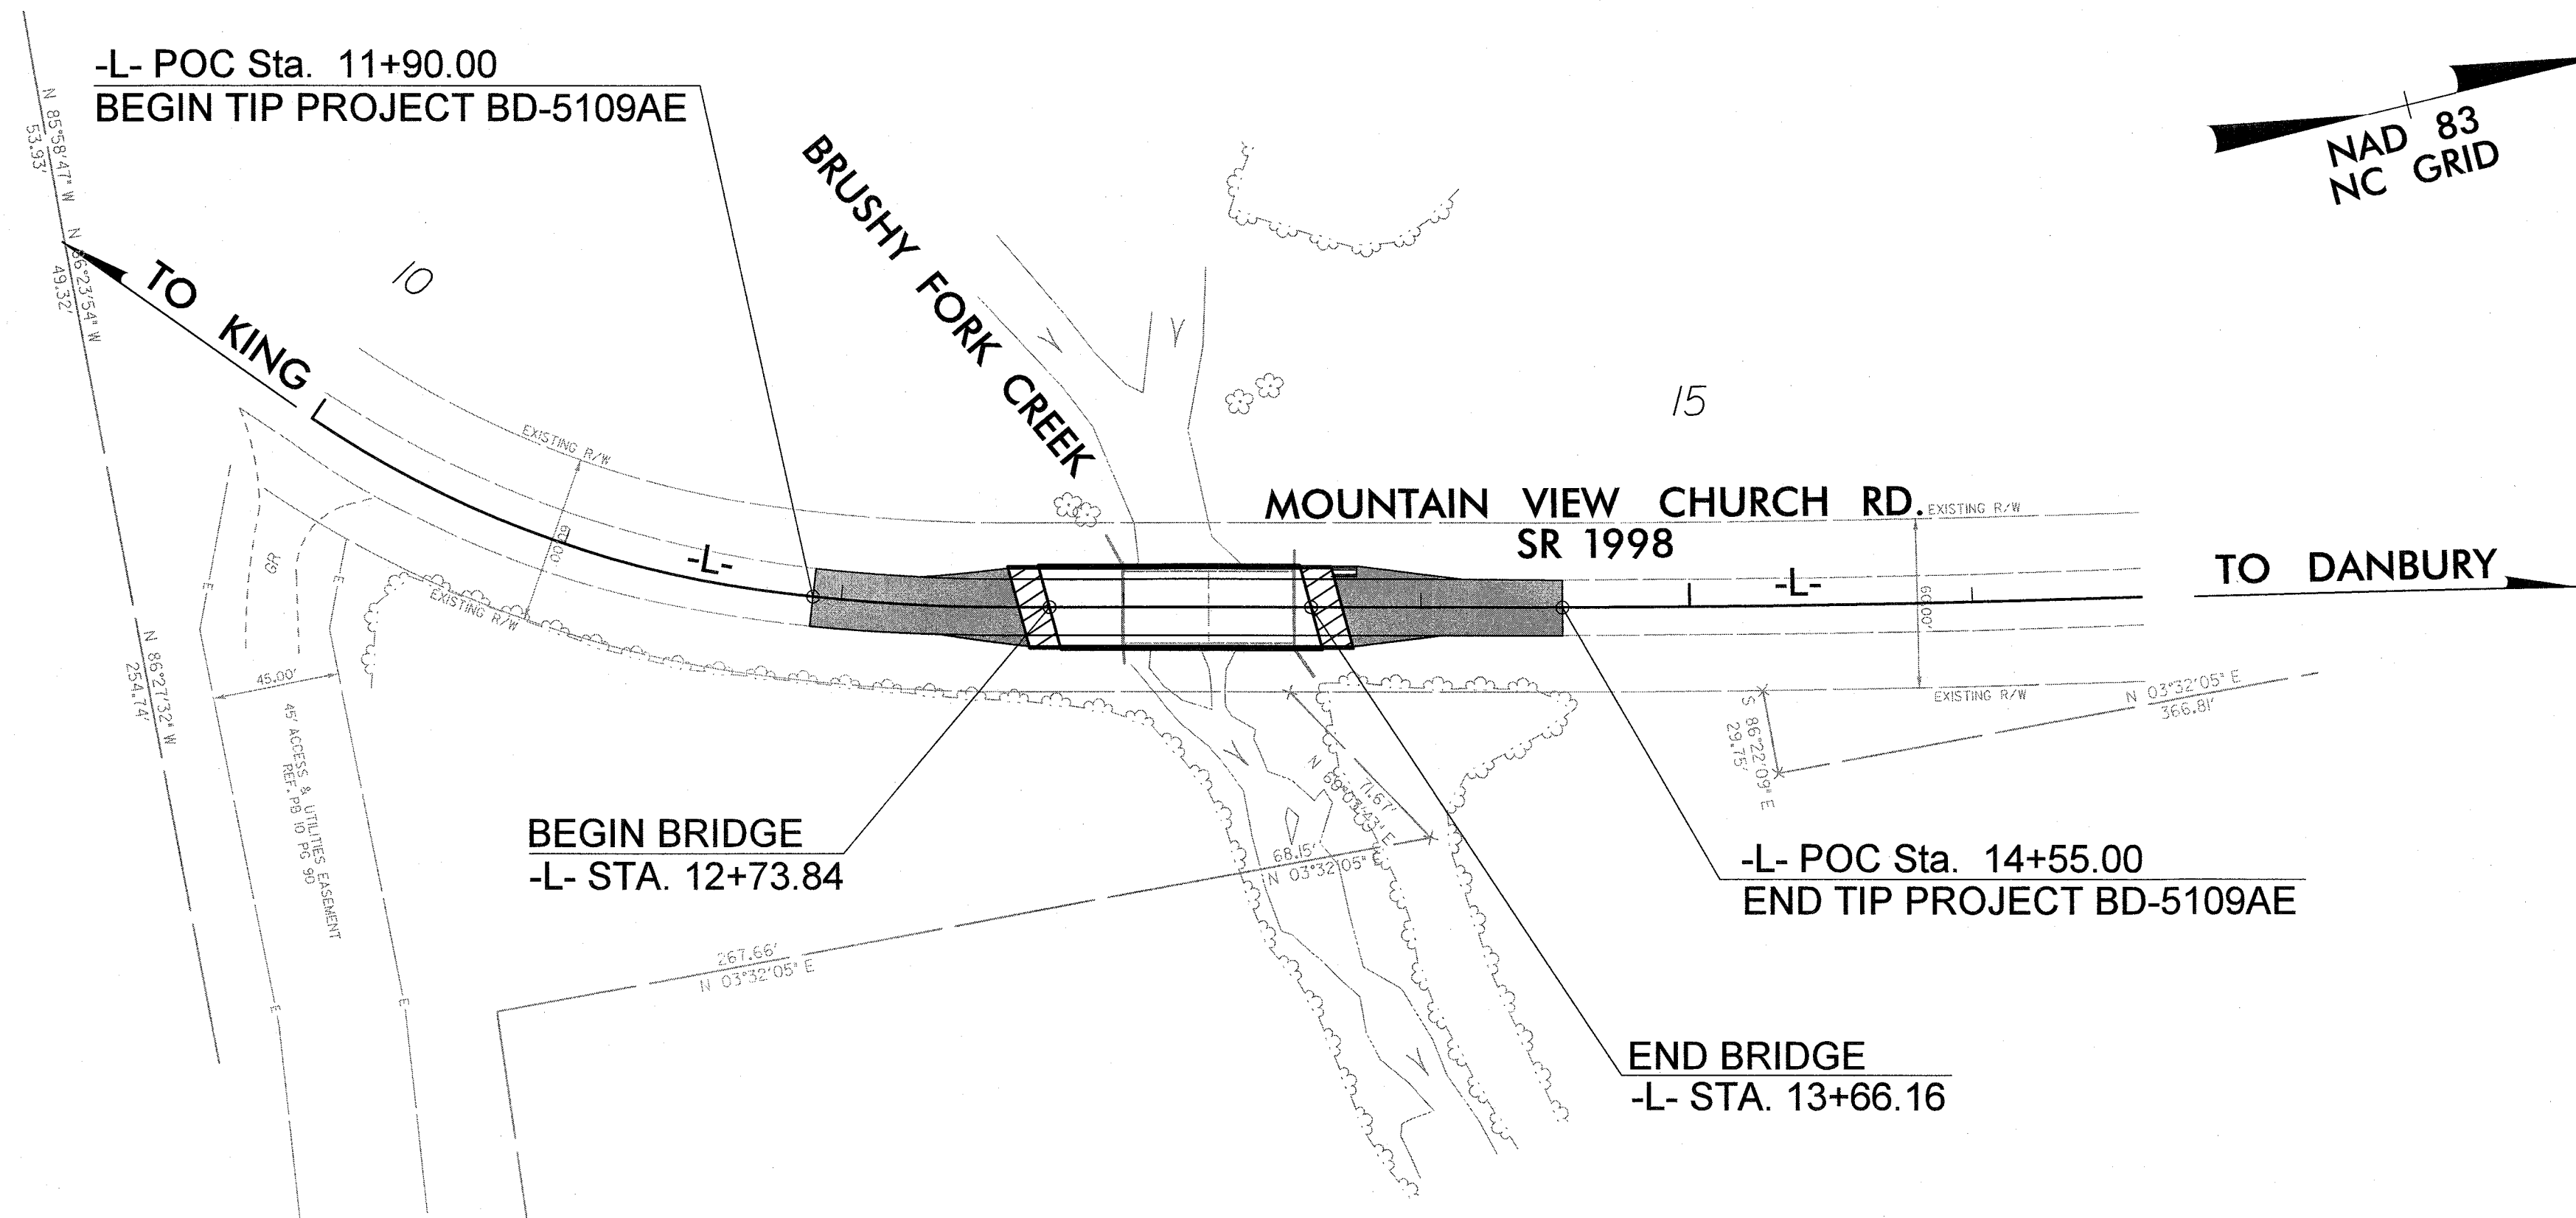 -L- POC Sta. 11+90.00
BEGIN TIP PROJECT BD-5109AE
N 85°58'47" W
53.93'
N 86°23'54" W
49.32'
TO KING
10
BRUSHY FORK CREEK
NAD 83
NC GRID
15
EXISTING R/W
60.00'
-L-
MOUNTAIN VIEW CHURCH RD.
SR 1998
EXISTING R/W
-L-
60.00'
TO DANBURY
GR
E
E
EXISTING R/W
EXISTING R/W
N 03°32'05" E
366.81'
S 86°22'09" E
29.75'
N 86°27'32" W
254.74'
45.00'
45' ACCESS & UTILITIES EASEMENT
REF. PB 10 PG 90
E
E
BEGIN BRIDGE
-L- STA. 12+73.84
71.67'
68.15'
N 03°32'05" E
267.66'
N 03°32'05" E
-L- POC Sta. 14+55.00
END TIP PROJECT BD-5109AE
END BRIDGE
-L- STA. 13+66.16